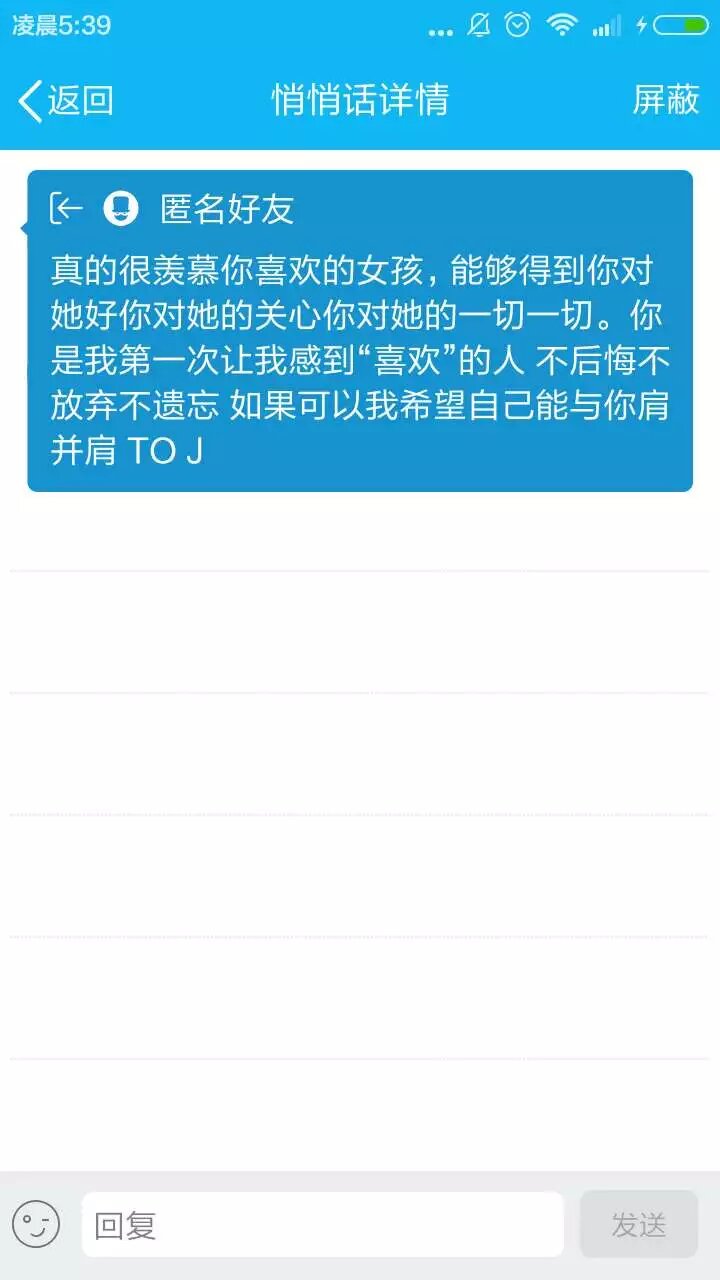 凌晨5:39
返回
悄悄话详情
屏蔽
匿名好友
真的很羡慕你喜欢的女孩，能够得到你对
她好你对她的关心你对她的一切一切。你
是我第一次让我感到“喜欢”的人 不后悔不
放弃不遗忘 如果可以我希望自己能与你肩
并肩 TO J
回复
发送